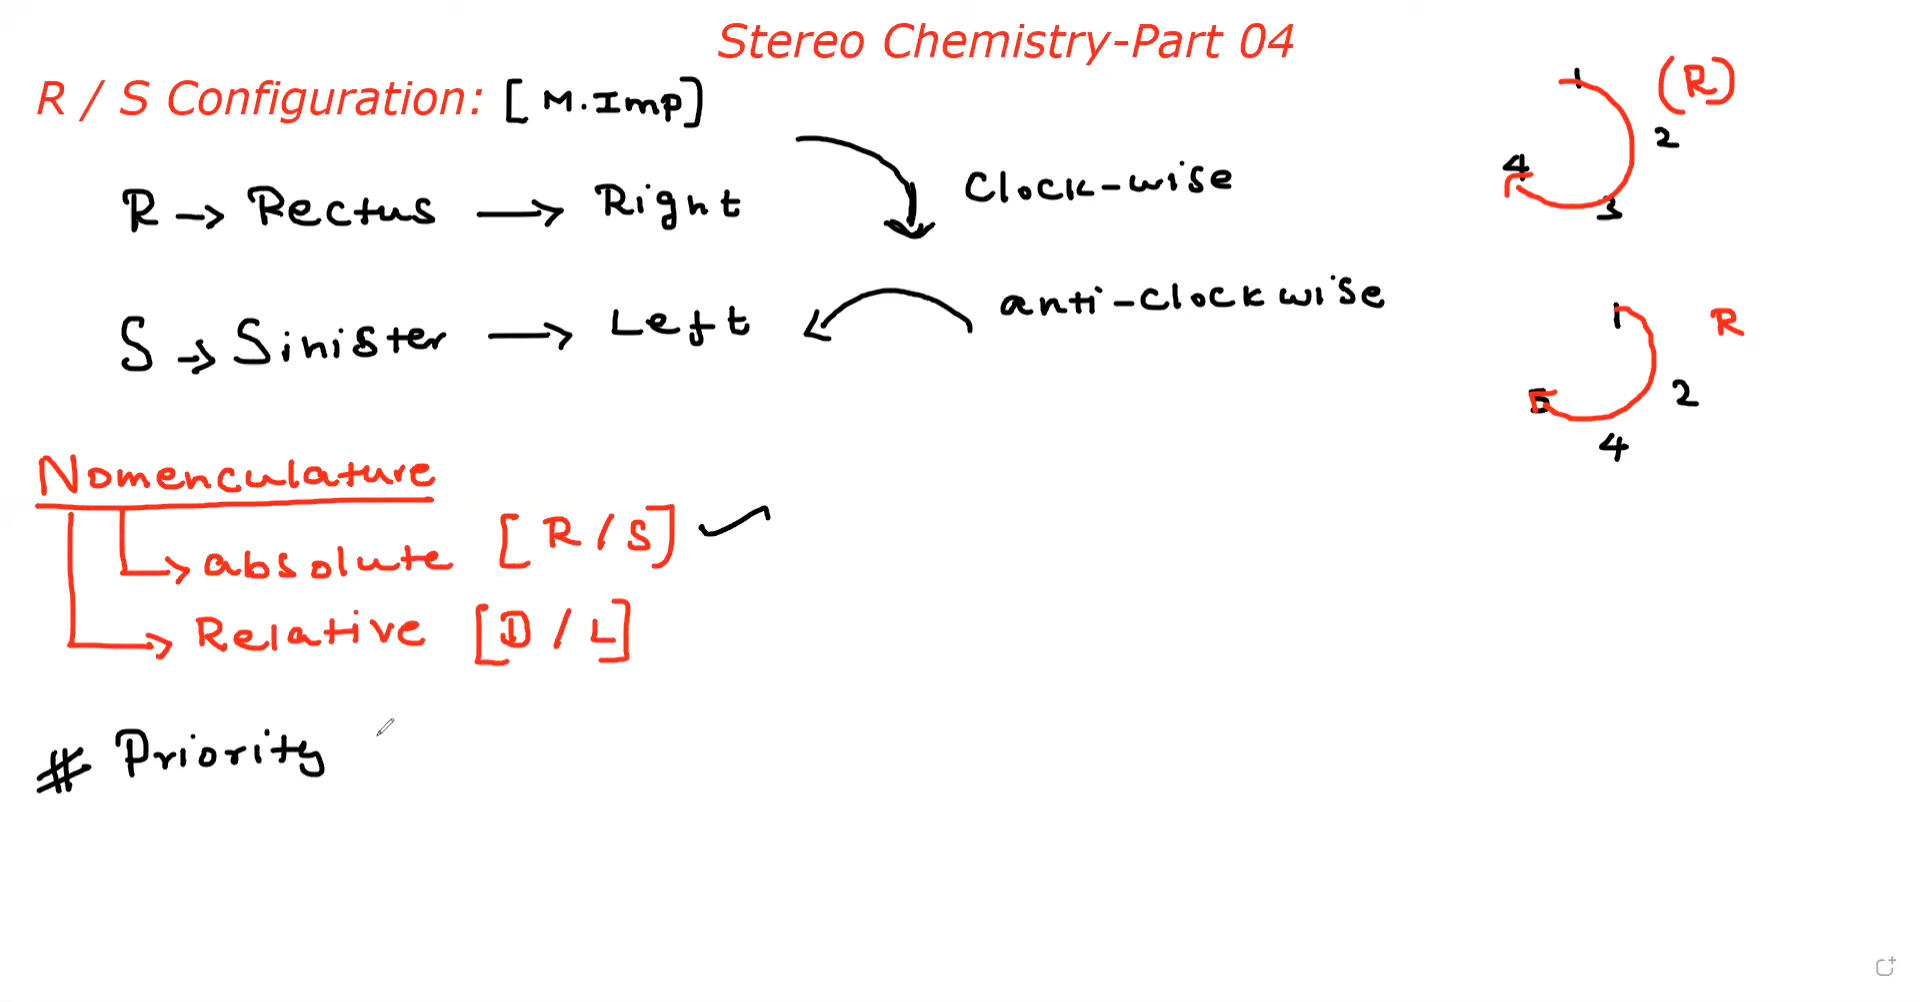 Stereo Chemistry-Part 04
R / S Configuration: [M.Imp]
R → Rectus → Right Clock-wise
S → Sinister → Left anti-clockwise
1
2
3
4
(R)
1
2
4
R
Nomenculature
→ absolute [R/S] ✓
→ Relative [D/L]
# Priority